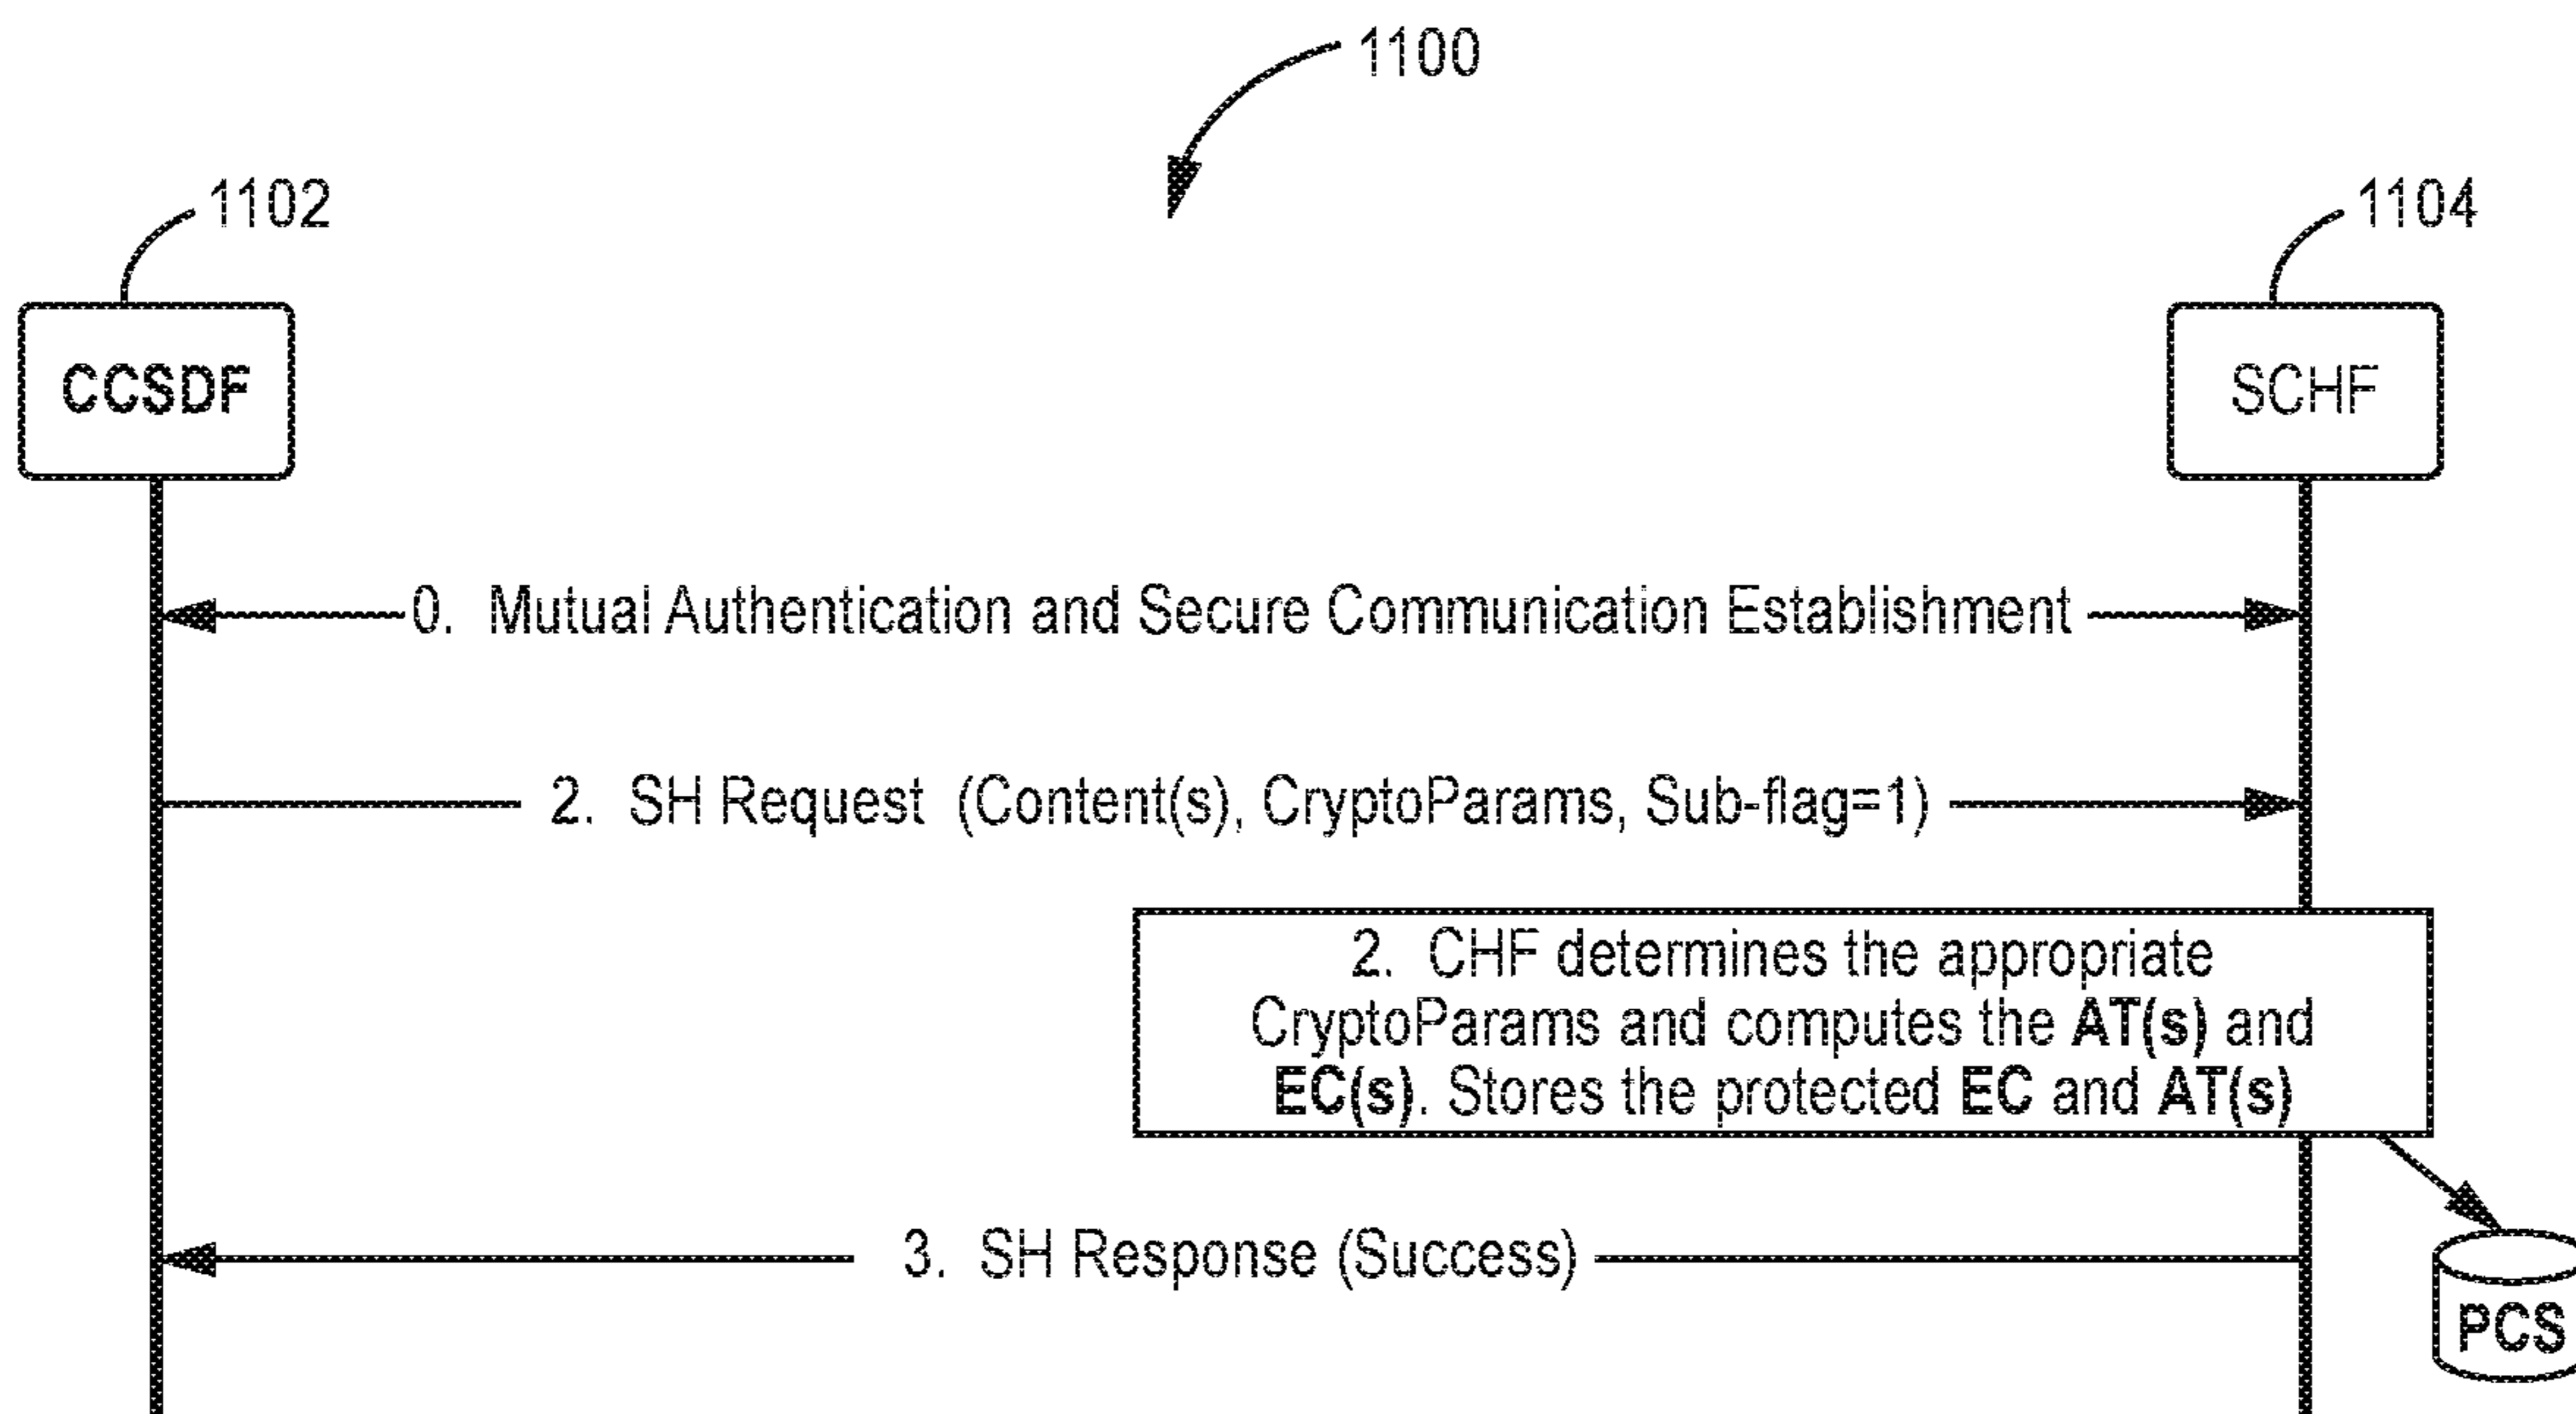 1100
1102
1104
CCSDF
SCHF
0. Mutual Authentication and Secure Communication Establishment
2. SH Request (Content(s), CryptoParams, Sub-flag=1)
2. CHF determines the appropriate
CryptoParams and computes the AT(s) and
EC(s). Stores the protected EC and AT(s)
3. SH Response (Success)
PCS